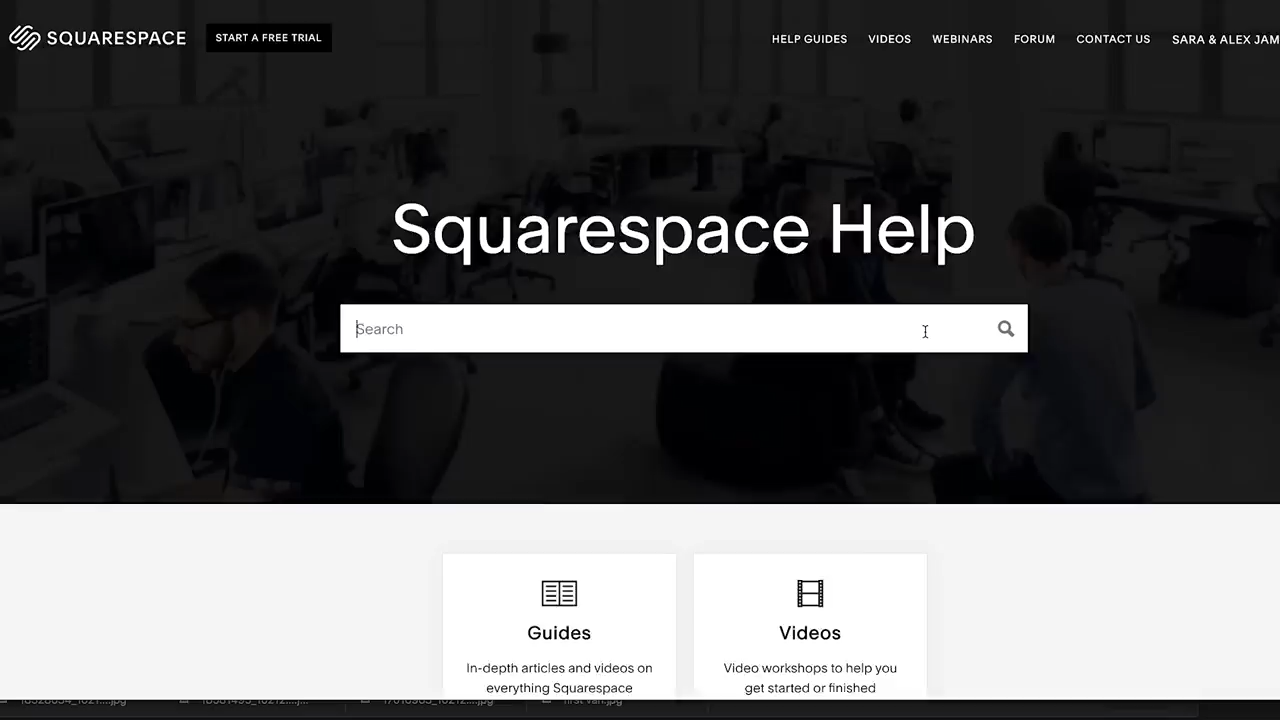 SQUARESPACE
START A FREE TRIAL
HELP GUIDES
VIDEOS
WEBINARS
FORUM
CONTACT US
SARA & ALEX JAM
Squarespace Help
Search
Guides
In-depth articles and videos on
everything Squarespace
Videos
Video workshops to help you
get started or finished